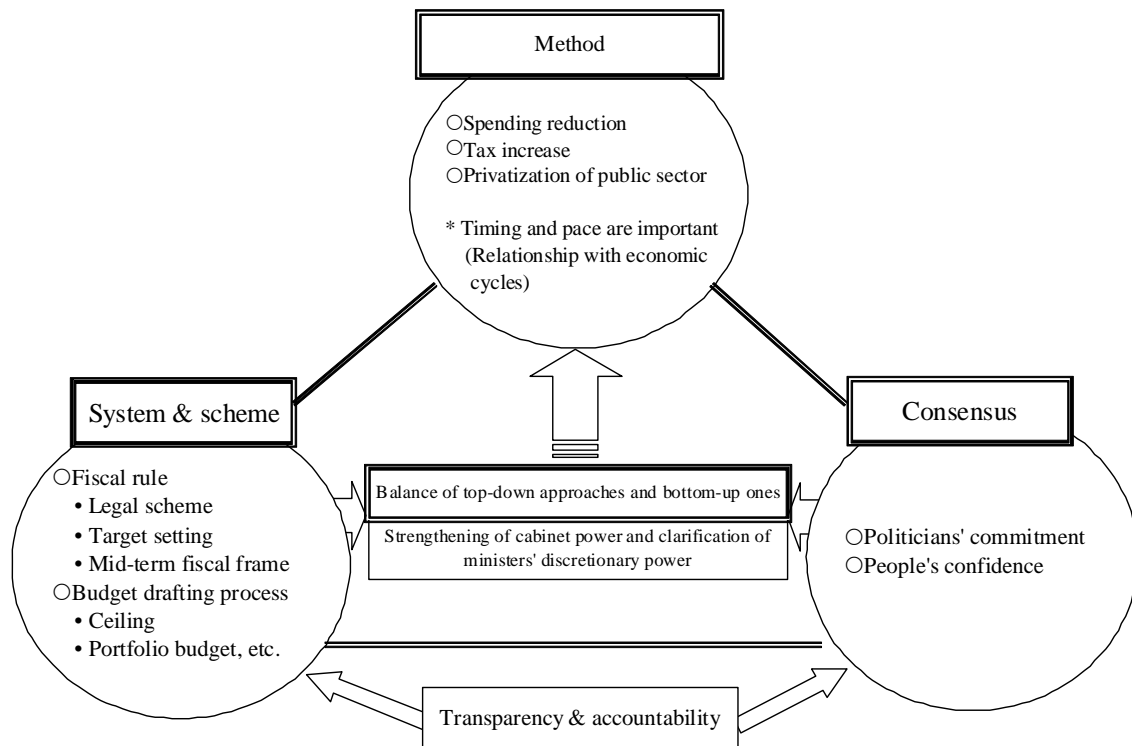 Method
○Spending reduction
○Tax increase
○Privatization of public sector
* Timing and pace are important
(Relationship with economic
cycles)
System & scheme
○Fiscal rule
• Legal scheme
• Target setting
• Mid-term fiscal frame
○Budget drafting process
• Ceiling
• Portfolio budget, etc.
Balance of top-down approaches and bottom-up ones
Strengthening of cabinet power and clarification of
ministers' discretionary power
Consensus
○Politicians' commitment
○People's confidence
Transparency & accountability